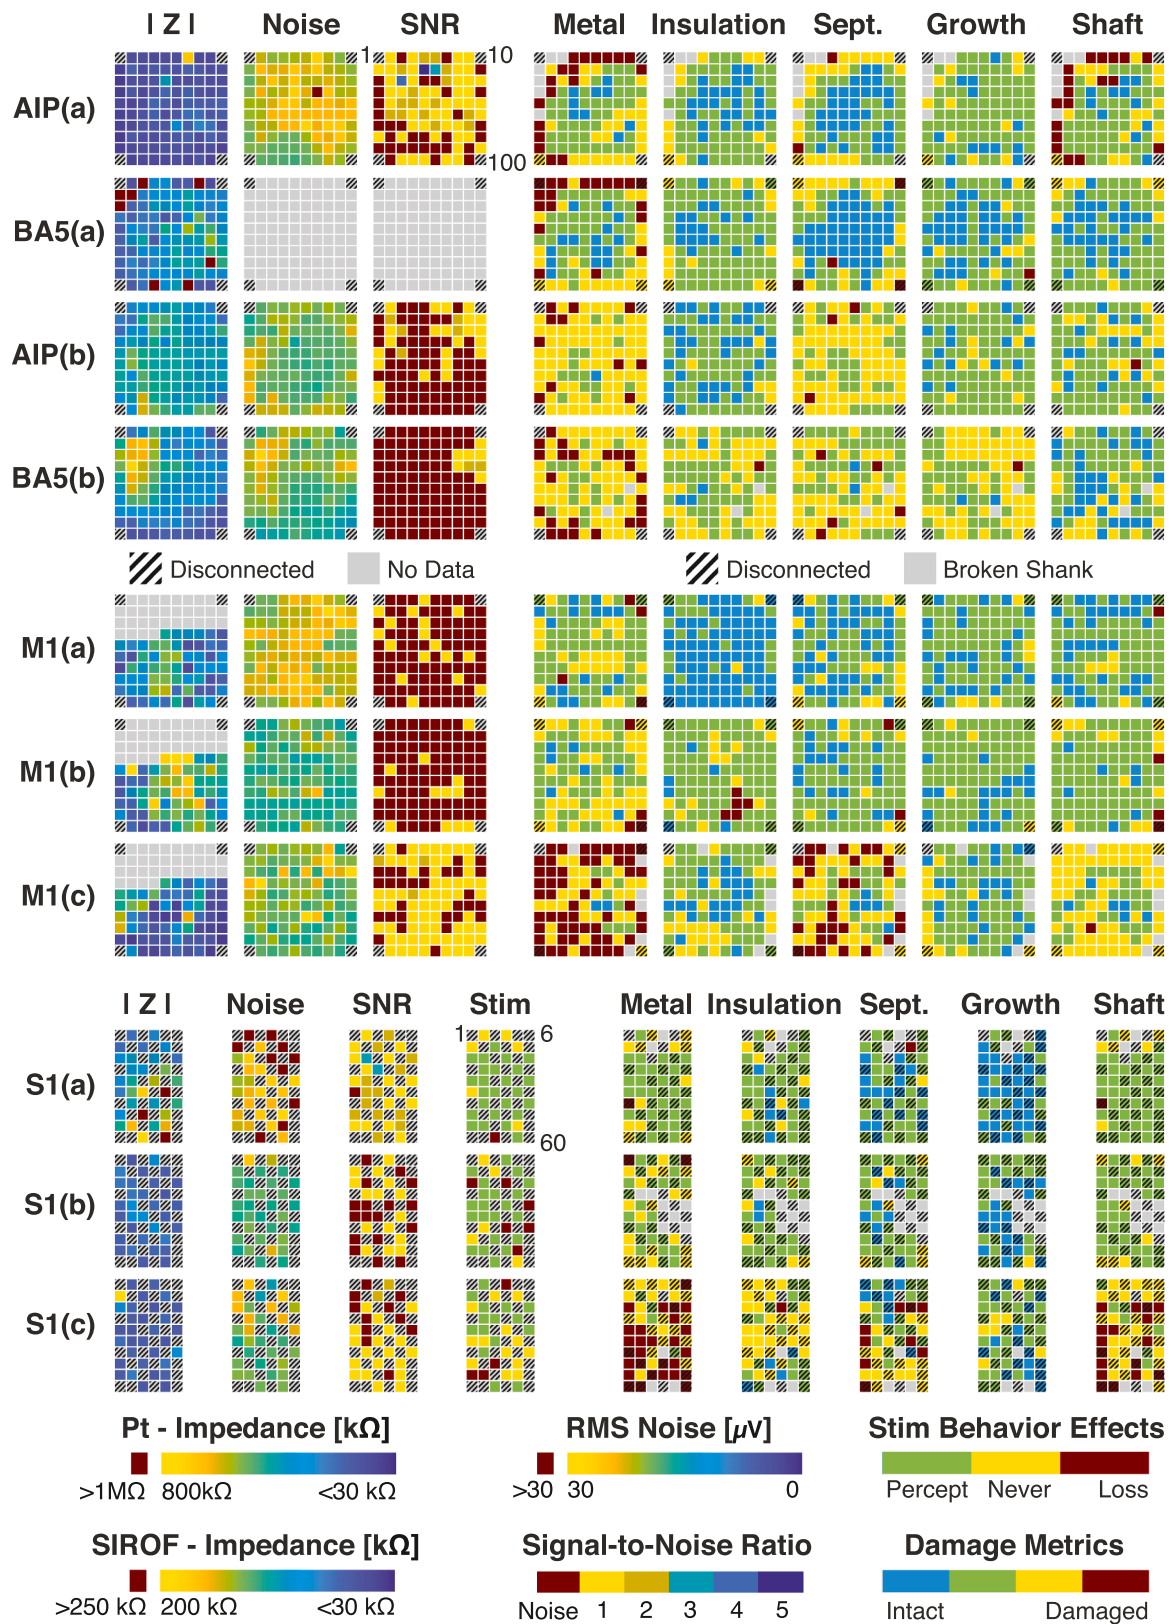 | Z | Noise SNR Metal Insulation Sept. Growth Shaft
1 10
AIP(a)
100
BA5(a)
AIP(b)
BA5(b)
Disconnected No Data Disconnected Broken Shank
M1(a)
M1(b)
M1(c)
| Z | Noise SNR Stim Metal Insulation Sept. Growth Shaft
1 6
S1(a)
60
S1(b)
S1(c)
Pt - Impedance [kΩ] RMS Noise [μV] Stim Behavior Effects
>1MΩ 800kΩ <30 kΩ >30 30 0 Percept Never Loss
SIROF - Impedance [kΩ] Signal-to-Noise Ratio Damage Metrics
>250 kΩ 200 kΩ <30 kΩ Noise 1 2 3 4 5 Intact Damaged